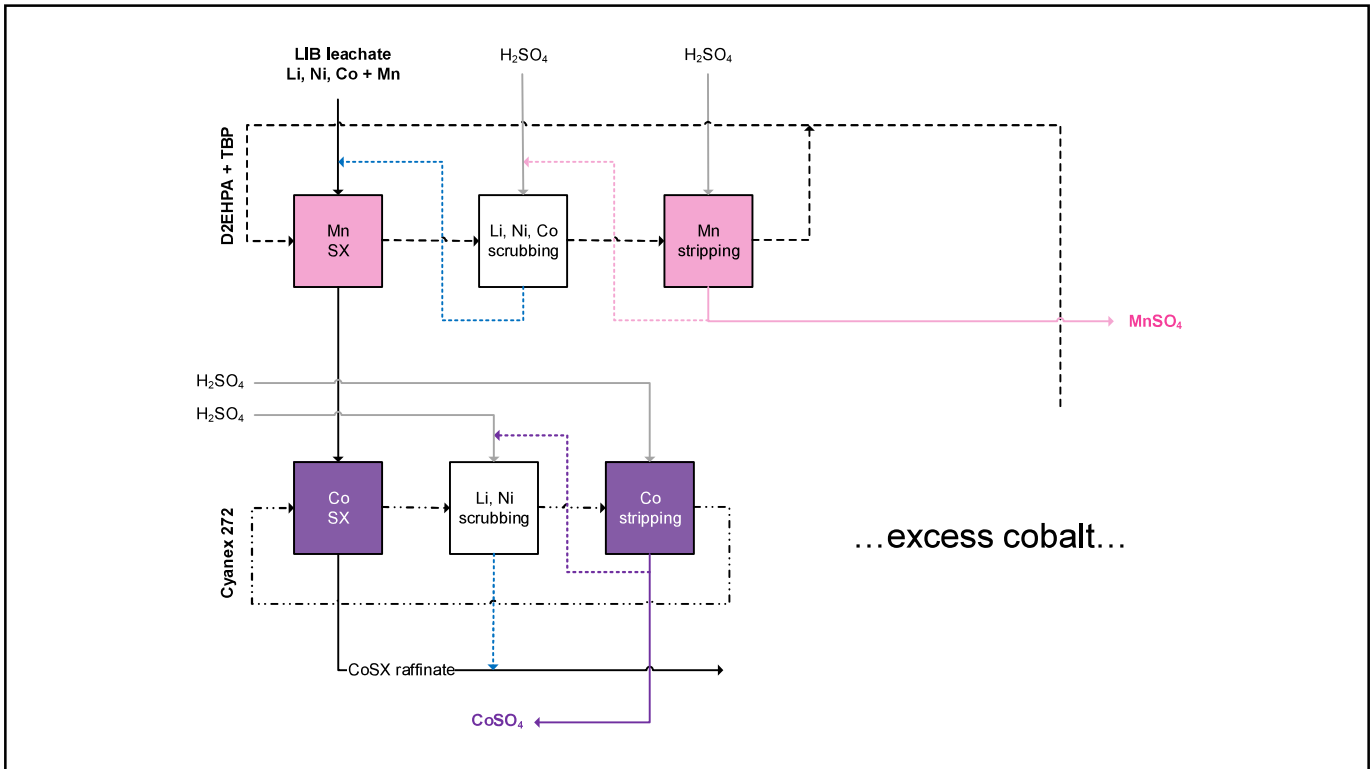 LIB leachate
Li, Ni, Co + Mn
H₂SO₄
H₂SO₄
D2EHPA + TBP
Mn
SX
Li, Ni, Co
scrubbing
Mn
stripping
MnSO₄
H₂SO₄
H₂SO₄
Cyanex 272
Co
SX
Li, Ni
scrubbing
Co
stripping
...excess cobalt...
CoSX raffinate
CoSO₄